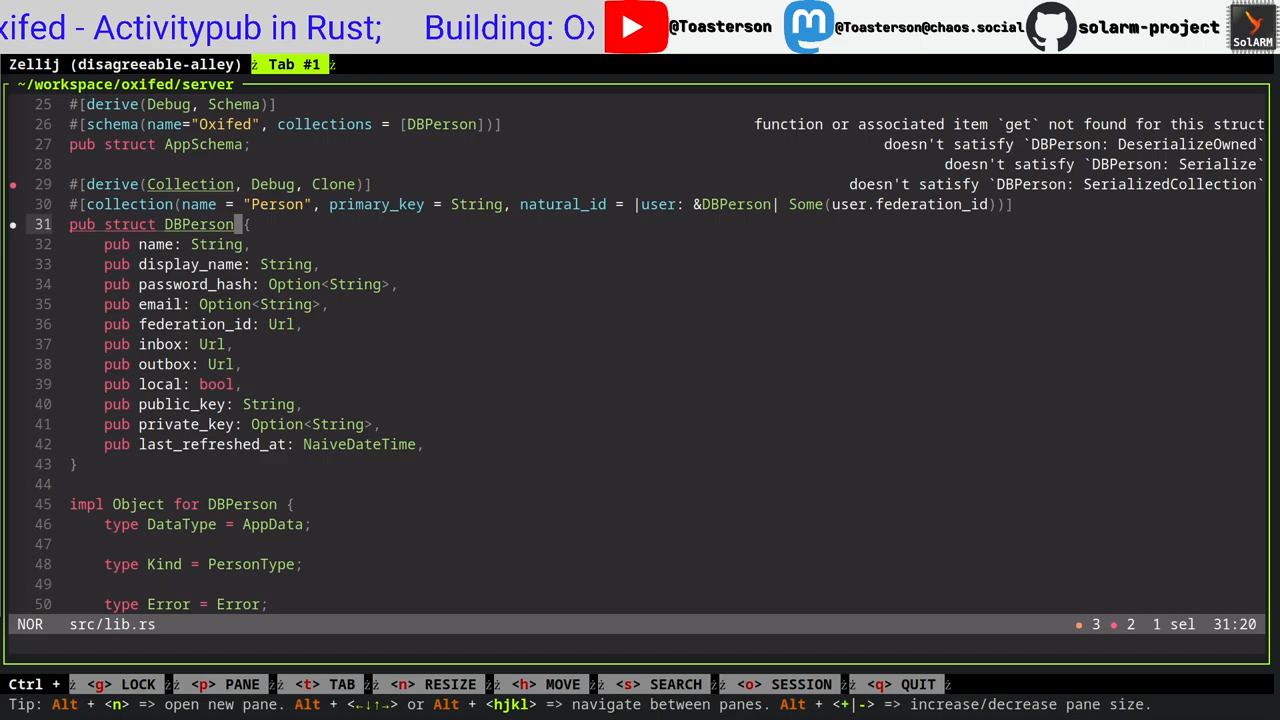 xifed - Activitypub in Rust; Building: Ox
@Toasterson
@Toasterson@chaos.social
solarm-project
SolARM
Zellij (disagreeable-alley) Tab #1
~/workspace/oxifed/server
25 #[derive(Debug, Schema)]
26 #[schema(name="Oxifed", collections = [DBPerson])] function or associated item `get` not found for this struct
27 pub struct AppSchema; doesn't satisfy `DBPerson: DeserializeOwned`
28 doesn't satisfy `DBPerson: Serialize`
29 #[derive(Collection, Debug, Clone)] doesn't satisfy `DBPerson: SerializedCollection`
30 #[collection(name = "Person", primary_key = String, natural_id = |user: &DBPerson| Some(user.federation_id))]
31 pub struct DBPerson {
32 pub name: String,
33 pub display_name: String,
34 pub password_hash: Option<String>,
35 pub email: Option<String>,
36 pub federation_id: Url,
37 pub inbox: Url,
38 pub outbox: Url,
39 pub local: bool,
40 pub public_key: String,
41 pub private_key: Option<String>,
42 pub last_refreshed_at: NaiveDateTime,
43 }
44
45 impl Object for DBPerson {
46 type DataType = AppData;
47
48 type Kind = PersonType;
49
50 type Error = Error;
NOR src/lib.rs ● 3 ● 2 1 sel 31:20
Ctrl + <g> LOCK <p> PANE <t> TAB <n> RESIZE <h> MOVE <s> SEARCH <o> SESSION <q> QUIT
Tip: Alt + <n> => open new pane. Alt + <←↓↑→> or Alt + <hjkl> => navigate between panes. Alt + <+|-> => increase/decrease pane size.